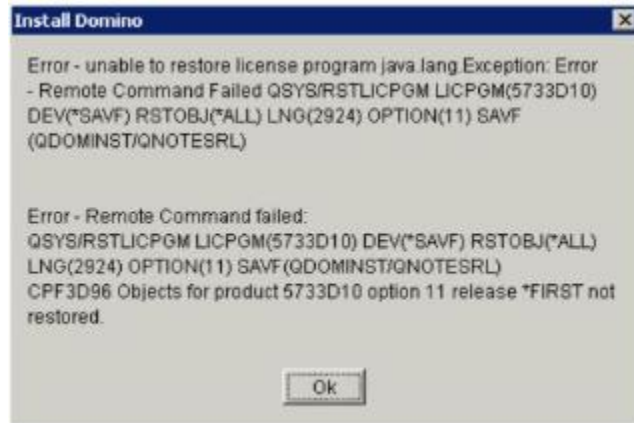 Install Domino
Error - unable to restore license program java.lang.Exception: Error
- Remote Command Failed QSYS/RSTLICPGM LICPGM(5733D10)
DEV(*SAVF) RSTOBJ(*ALL) LNG(2924) OPTION(11) SAVF
(QDOMINST/QNOTESRL)
Error - Remote Command failed:
QSYS/RSTLICPGM LICPGM(5733D10) DEV(*SAVF) RSTOBJ(*ALL)
LNG(2924) OPTION(11) SAVF(QDOMINST/QNOTESRL)
CPF3D96 Objects for product 5733D10 option 11 release *FIRST not
restored.
Ok